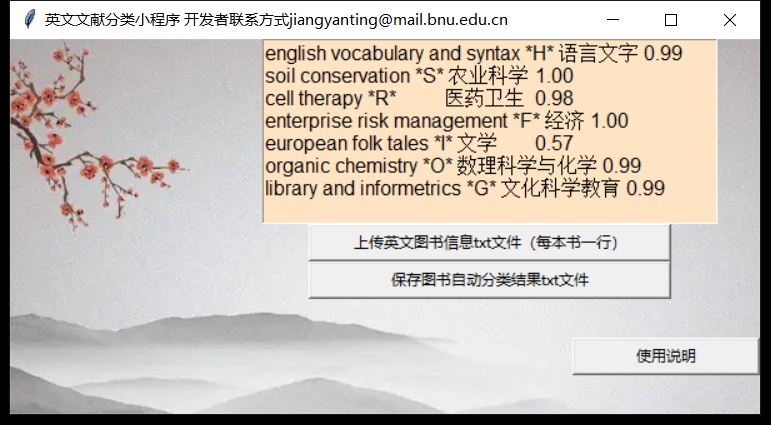 英文文献分类小程序 开发者联系方式jiangyanting@mail.bnu.edu.cn
english vocabulary and syntax *H* 语言文字 0.99
soil conservation *S* 农业科学 1.00
cell therapy *R* 医药卫生 0.98
enterprise risk management *F* 经济 1.00
european folk tales *I* 文学 0.57
organic chemistry *O* 数理科学与化学 0.99
library and informetrics *G* 文化科学教育 0.99
上传英文图书信息txt文件（每本书一行）
保存图书自动分类结果txt文件
使用说明